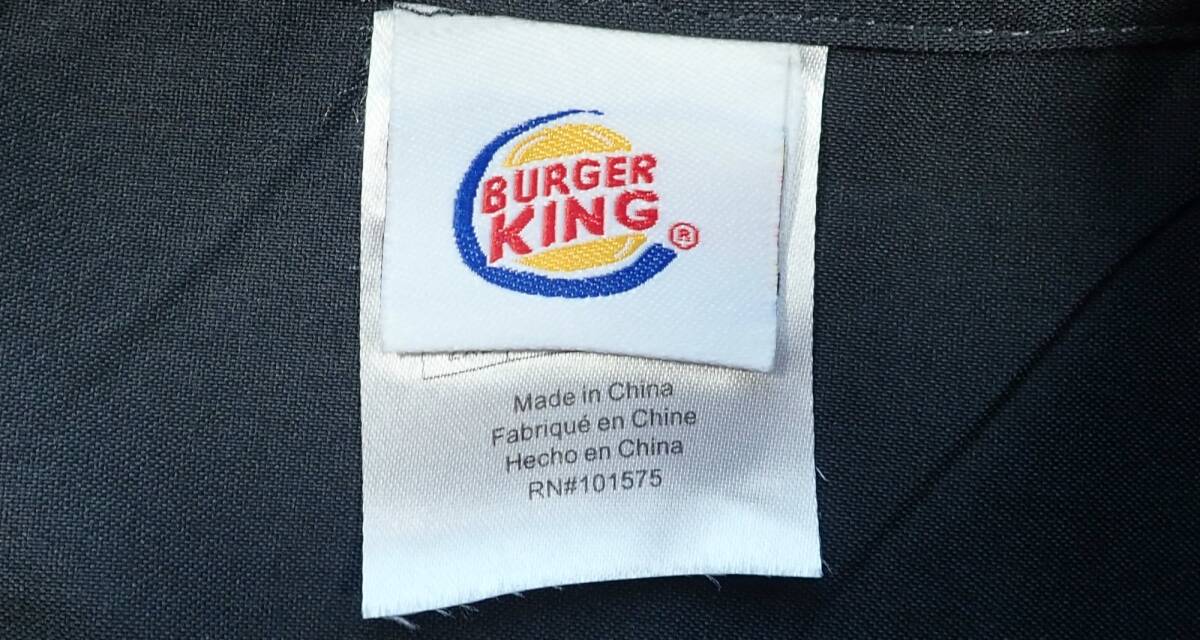 BURGER
KING ®
Made in China
Fabriqué en Chine
Hecho en China
RN#101575